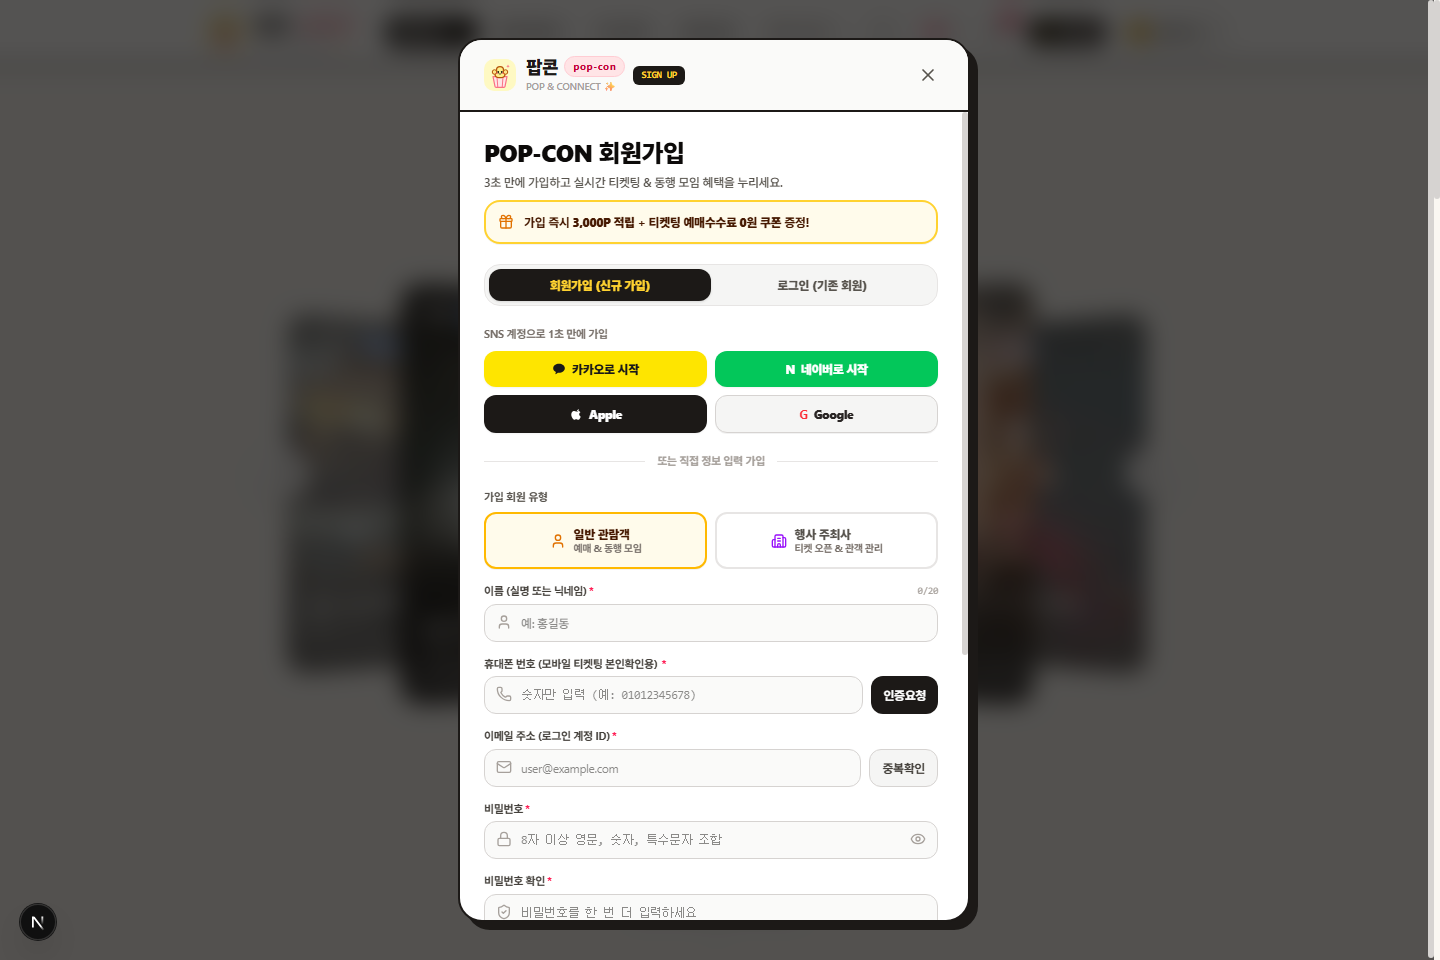 팝콘 pop-con SIGN UP
POP & CONNECT ✨
POP-CON 회원가입
3초 만에 가입하고 실시간 티켓팅 & 동행 모임 혜택을 누리세요.
가입 즉시 3,000P 적립 + 티켓팅 예매수수료 0원 쿠폰 증정!
회원가입 (신규 가입) 로그인 (기존 회원)
SNS 계정으로 1초 만에 가입
카카오로 시작 N 네이버로 시작
Apple G Google
또는 직접 정보 입력 가입
가입 회원 유형
일반 관람객
예매 & 동행 모임
행사 주최사
티켓 오픈 & 관객 관리
이름 (실명 또는 닉네임) * 0/20
예: 홍길동
휴대폰 번호 (모바일 티켓팅 본인확인용) *
숫자만 입력 (예: 01012345678) 인증요청
이메일 주소 (로그인 계정 ID) *
user@example.com 중복확인
비밀번호 *
8자 이상 영문, 숫자, 특수문자 조합
비밀번호 확인 *
비밀번호를 한 번 더 입력하세요
N